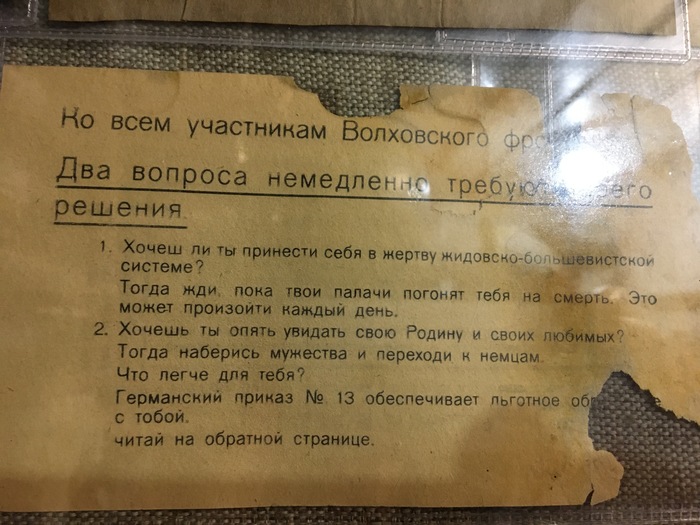 Ко всем участникам Волховского фро
Два вопроса немедленно требую его
решения
1. Хочеш ли ты принести себя в жертву жидовско-большевистской
системе?
Тогда жди, пока твои палачи погонят тебя на смерть. Это
может произойти каждый день.
2. Хочешь ты опять увидать свою Родину и своих любимых?
Тогда наберись мужества и переходи к немцам.
Что легче для тебя?
Германский приказ № 13 обеспечивает льготное об е
с тобой.
читай на обратной странице.